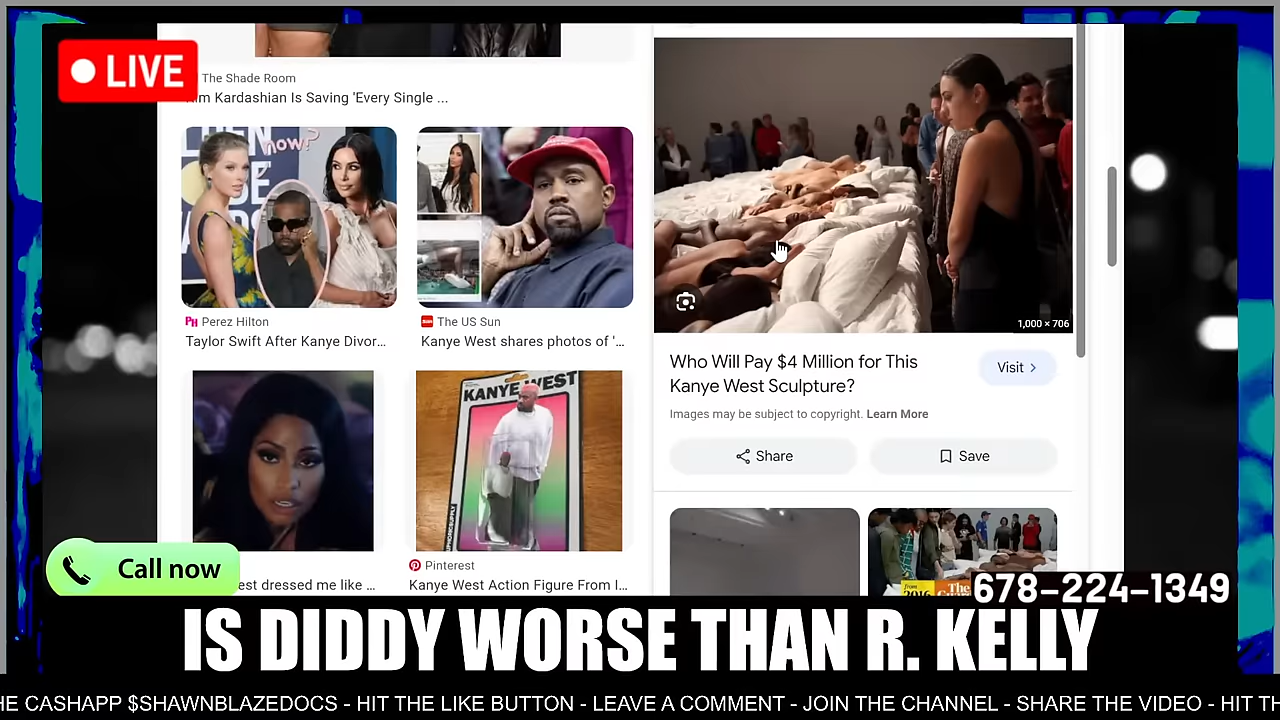 LIVE
The Shade Room
Kim Kardashian Is Saving 'Every Single ...
now?
Perez Hilton
Taylor Swift After Kanye Divor...
The US Sun
Kanye West shares photos of '...
1,000 × 706
Who Will Pay $4 Million for This
Kanye West Sculpture?
Visit
Images may be subject to copyright. Learn More
Share
Save
KANYE WEST
est dressed me like ...
Pinterest
Kanye West Action Figure From I...
Call now
from
2016
The
678-224-1349
IS DIDDY WORSE THAN R. KELLY
HE CASHAPP $SHAWNBLAZEDOCS - HIT THE LIKE BUTTON - LEAVE A COMMENT - JOIN THE CHANNEL - SHARE THE VIDEO - HIT TH